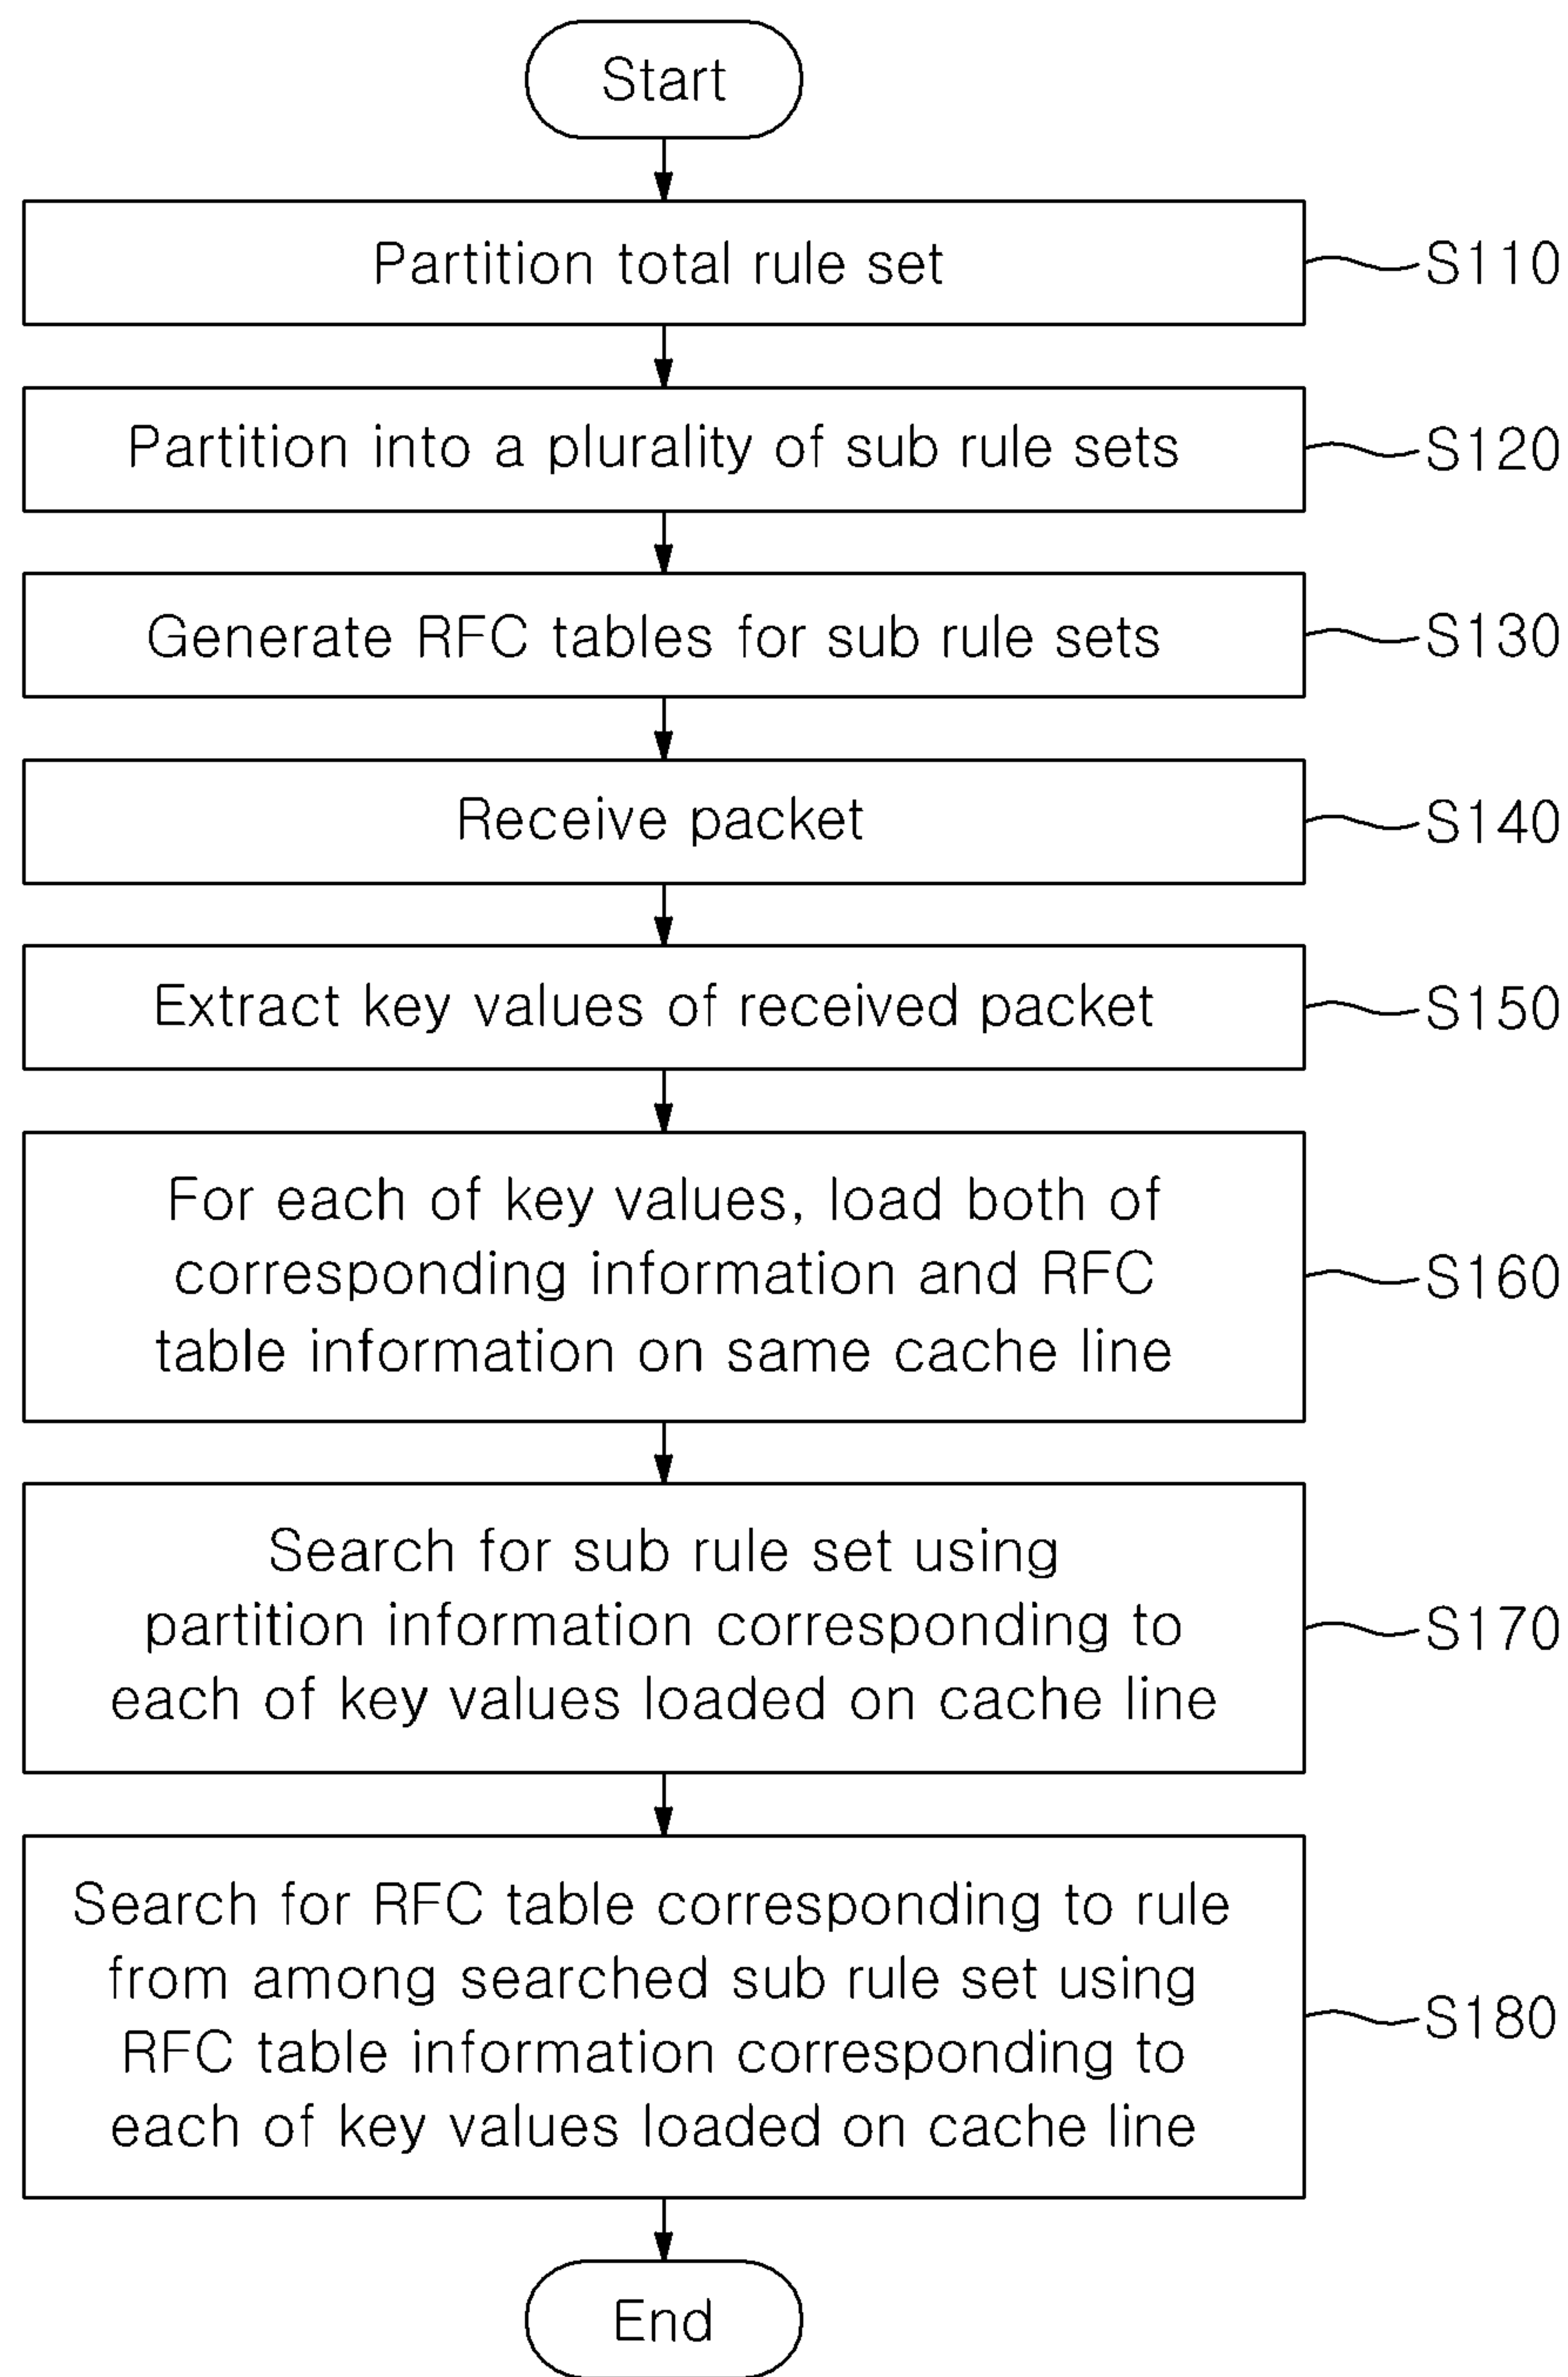 Start
Partition total rule set
S110
Partition into a plurality of sub rule sets
S120
Generate RFC tables for sub rule sets
S130
Receive packet
S140
Extract key values of received packet
S150
For each of key values, load both of
corresponding information and RFC
table information on same cache line
S160
Search for sub rule set using
partition information corresponding to
each of key values loaded on cache line
S170
Search for RFC table corresponding to rule
from among searched sub rule set using
RFC table information corresponding to
each of key values loaded on cache line
S180
End